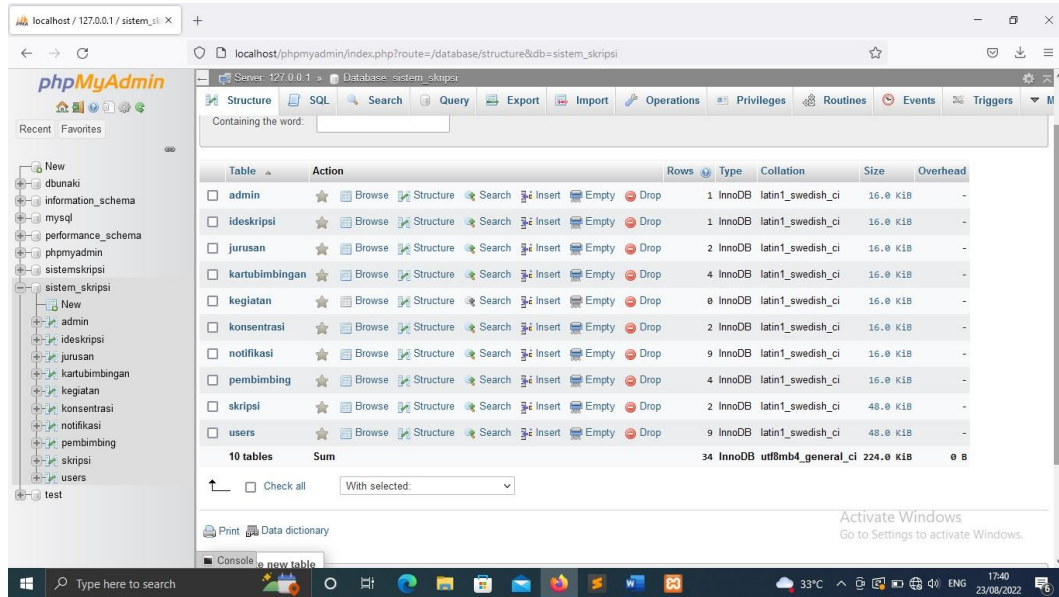 localhost / 127.0.0.1 / sistem_sk
localhost/phpmyadmin/index.php?route=/database/structure&db=sistem_skripsi
phpMyAdmin
Recent Favorites
New
dbunaki
information_schema
mysql
performance_schema
phpmyadmin
sistemskripsi
sistem_skripsi
New
admin
ideskripsi
jurusan
kartubimbingan
kegiatan
konsentrasi
notifikasi
pembimbing
skripsi
users
test
Server: 127.0.0.1 » Database: sistem_skripsi
Structure SQL Search Query Export Import Operations Privileges Routines Events Triggers M
Containing the word:
Table Action Rows Type Collation Size Overhead
admin Browse Structure Search Insert Empty Drop 1 InnoDB latin1_swedish_ci 16.0 KiB -
ideskripsi Browse Structure Search Insert Empty Drop 1 InnoDB latin1_swedish_ci 16.0 KiB -
jurusan Browse Structure Search Insert Empty Drop 2 InnoDB latin1_swedish_ci 16.0 KiB -
kartubimbingan Browse Structure Search Insert Empty Drop 4 InnoDB latin1_swedish_ci 16.0 KiB -
kegiatan Browse Structure Search Insert Empty Drop 0 InnoDB latin1_swedish_ci 16.0 KiB -
konsentrasi Browse Structure Search Insert Empty Drop 2 InnoDB latin1_swedish_ci 16.0 KiB -
notifikasi Browse Structure Search Insert Empty Drop 9 InnoDB latin1_swedish_ci 16.0 KiB -
pembimbing Browse Structure Search Insert Empty Drop 4 InnoDB latin1_swedish_ci 16.0 KiB -
skripsi Browse Structure Search Insert Empty Drop 2 InnoDB latin1_swedish_ci 48.0 KiB -
users Browse Structure Search Insert Empty Drop 9 InnoDB latin1_swedish_ci 48.0 KiB -
10 tables Sum 34 InnoDB utf8mb4_general_ci 224.0 KiB 0 B
Check all With selected:
Print Data dictionary
Activate Windows
Go to Settings to activate Windows.
Console e new table
Type here to search
33°C ENG 17:40
23/08/2022
6